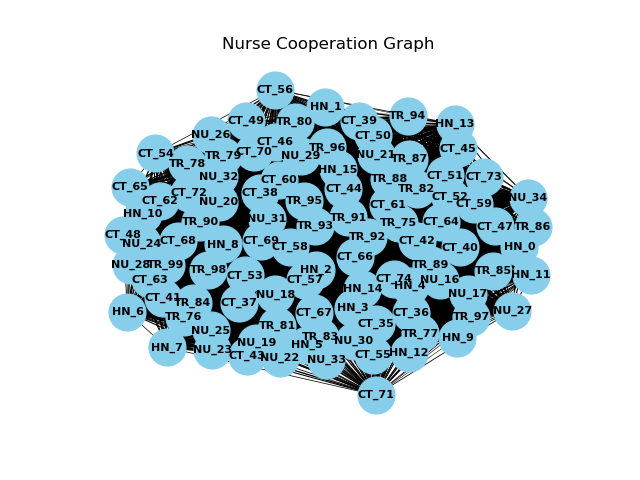 Nurse Cooperation Graph
CT_56
HN_1
TR_94
CT_49
TR_80
CT_39
HN_13
NU_26
CT_50
CT_46
TR_96
CT_45
CT_54
TR_79
CT_70
NU_29
NU_21
TR_87
TR_78
HN_15
NU_32
CT_60
TR_88
CT_51
CT_73
CT_65
CT_72
CT_38
CT_44
TR_82
CT_62
NU_20
TR_95
CT_61
CT_52
CT_59
NU_34
HN_10
TR_90
NU_31
TR_93
TR_91
TR_75
CT_64
CT_47
TR_86
CT_48
NU_24
CT_68
HN_8
CT_69
CT_58
TR_92
CT_42
CT_40
HN_0
CT_66
NU_28
TR_99
TR_98
CT_53
HN_2
TR_89
TR_85
HN_11
CT_63
CT_57
CT_74
NU_16
HN_4
HN_14
CT_41
TR_84
CT_37
NU_18
NU_17
HN_6
TR_76
CT_67
HN_3
CT_36
TR_97
NU_27
NU_25
TR_81
CT_35
TR_77
HN_9
HN_7
NU_23
NU_19
HN_5
TR_83
NU_30
CT_43
NU_22
NU_33
CT_55
HN_12
CT_71